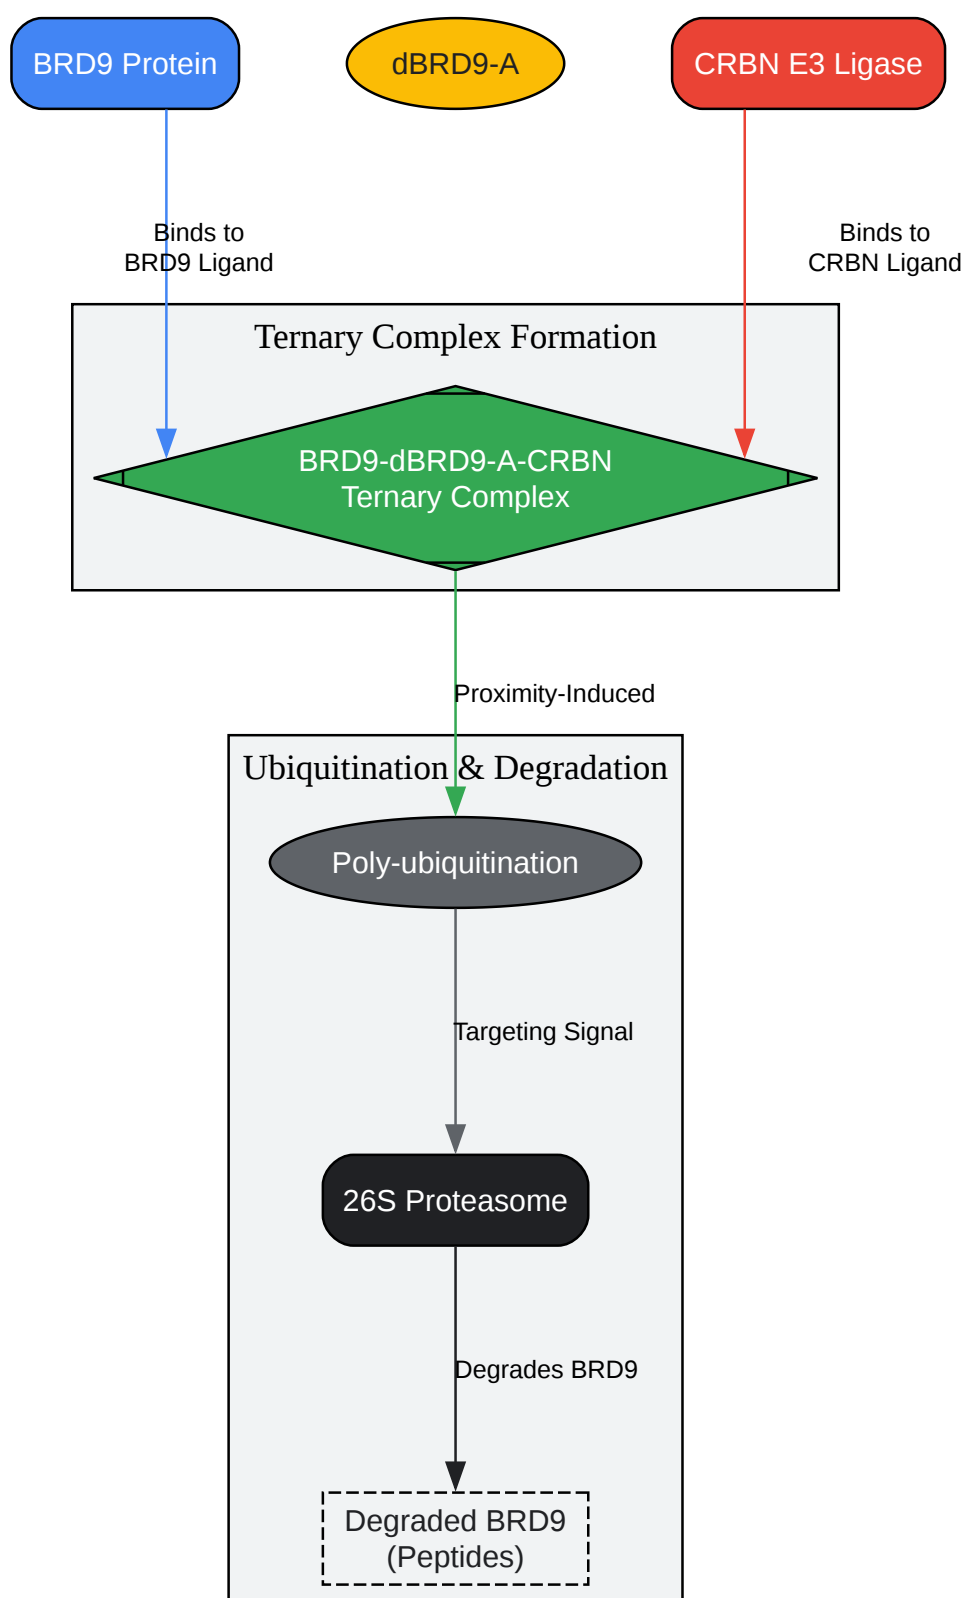 BRD9 Protein
dBRD9-A
CRBN E3 Ligase
Binds to
BRD9 Ligand
Binds to
CRBN Ligand
Ternary Complex Formation
BRD9-dBRD9-A-CRBN
Ternary Complex
Proximity-Induced
Ubiquitination & Degradation
Poly-ubiquitination
Targeting Signal
26S Proteasome
Degrades BRD9
Degraded BRD9
(Peptides)